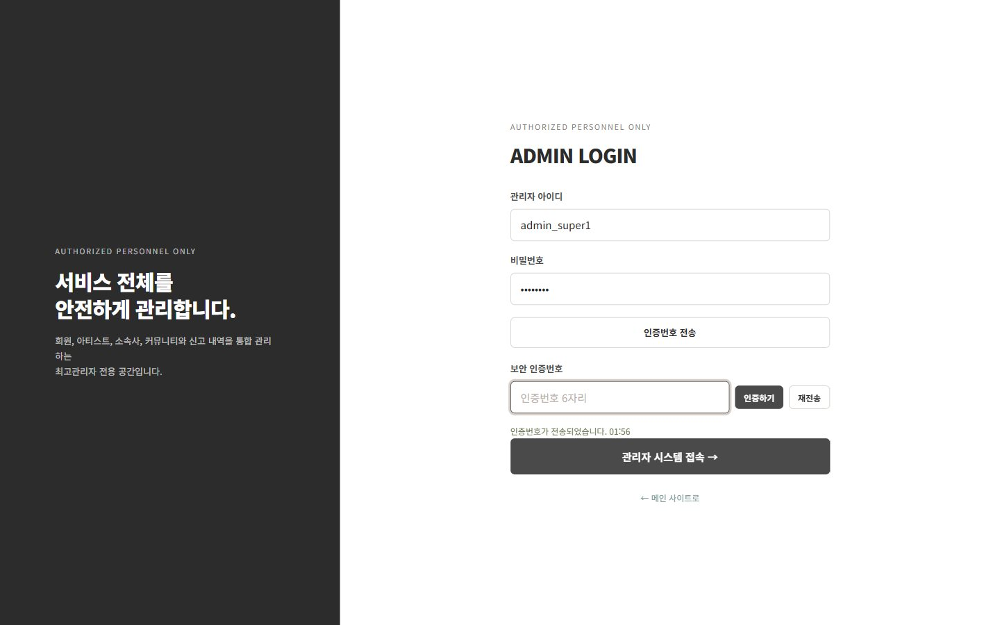 AUTHORIZED PERSONNEL ONLY
서비스 전체를
안전하게 관리합니다.
회원, 아티스트, 소속사, 커뮤니티와 신고 내역을 통합 관리
하는
최고관리자 전용 공간입니다.
AUTHORIZED PERSONNEL ONLY
ADMIN LOGIN
관리자 아이디
admin_super1
비밀번호
••••••••
인증번호 전송
보안 인증번호
인증번호 6자리
인증하기
재전송
인증번호가 전송되었습니다. 01:56
관리자 시스템 접속 →
← 메인 사이트로